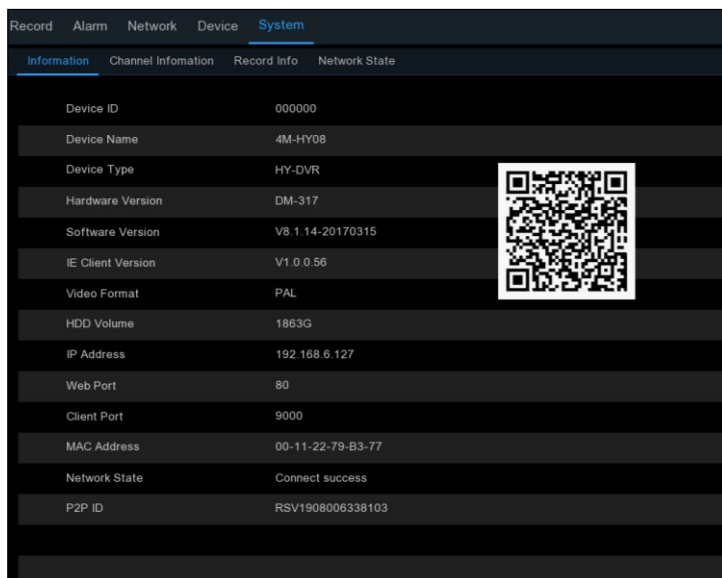 Record Alarm Network Device System
Information Channel Infomation Record Info Network State
Device ID 000000
Device Name 4M-HY08
Device Type HY-DVR
Hardware Version DM-317
Software Version V8.1.14-20170315
IE Client Version V1.0.0.56
Video Format PAL
HDD Volume 1863G
IP Address 192.168.6.127
Web Port 80
Client Port 9000
MAC Address 00-11-22-79-B3-77
Network State Connect success
P2P ID RSV1908006338103